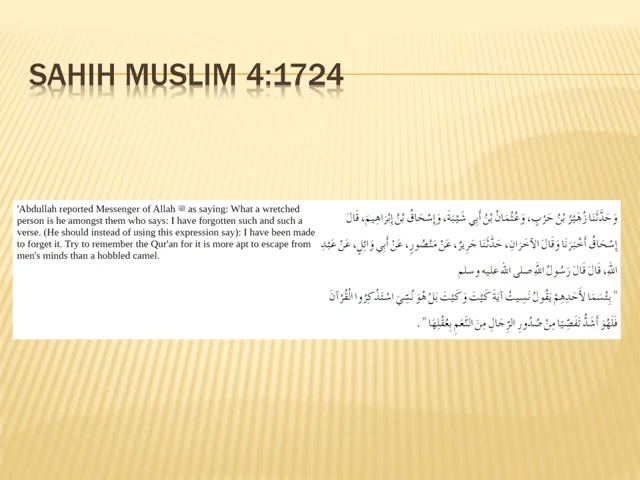 SAHIH MUSLIM 4:1724
'Abdullah reported Messenger of Allah ﷺ as saying: What a wretched
person is he amongst them who says: I have forgotten such and such a
verse. (He should instead of using this expression say): I have been made
to forget it. Try to remember the Qur'an for it is more apt to escape from
men's minds than a hobbled camel.
وَحَدَّثَنَا زُهَيْرُ بْنُ حَرْبٍ، وَعُثْمَانُ بْنُ أَبِي شَيْبَةَ، وَإِسْحَاقُ بْنُ إِبْرَاهِيمَ، قَالَ
إِسْحَاقُ أَخْبَرَنَا وَقَالَ الآخَرَانِ، حَدَّثَنَا جَرِيرٌ، عَنْ مَنْصُورٍ، عَنْ أَبِي وَائِلٍ، عَنْ عَبْدِ
اللَّهِ، قَالَ قَالَ رَسُولُ اللَّهِ صلى الله عليه وسلم
" بِئْسَمَا لأَحَدِهِمْ يَقُولُ نَسِيتُ آيَةَ كَيْتَ وَكَيْتَ بَلْ هُوَ نُسِّيَ اسْتَذْكِرُوا الْقُرْآنَ
فَلَهُوَ أَشَدُّ تَفَصِّيًا مِنْ صُدُورِ الرِّجَالِ مِنَ النَّعَمِ بِعُقُلِهَا " .